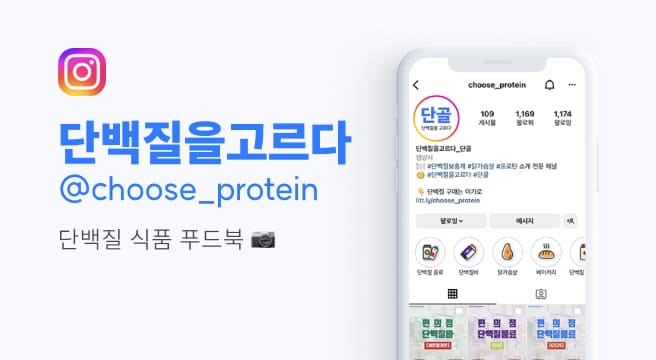 단백질을고르다
@choose_protein
단백질 식품 푸드북
choose_protein
단골
단백질을 고르다
109
1,169
1,174
게시물
팔로워
팔로잉
단백질을고르다_단골
영양사
#단백질보충제 #닭가슴살 #프로틴 소개 전문 채널
#단백질을고르다 #단골
단백질 구매는 여기로
litt.ly/choose_protein
팔로잉
메시지
단백질 음료
단백질바
닭가슴살
베이커리
단백질
편의점
단백질바
편의점
단백질음료
편의점
단백질음료